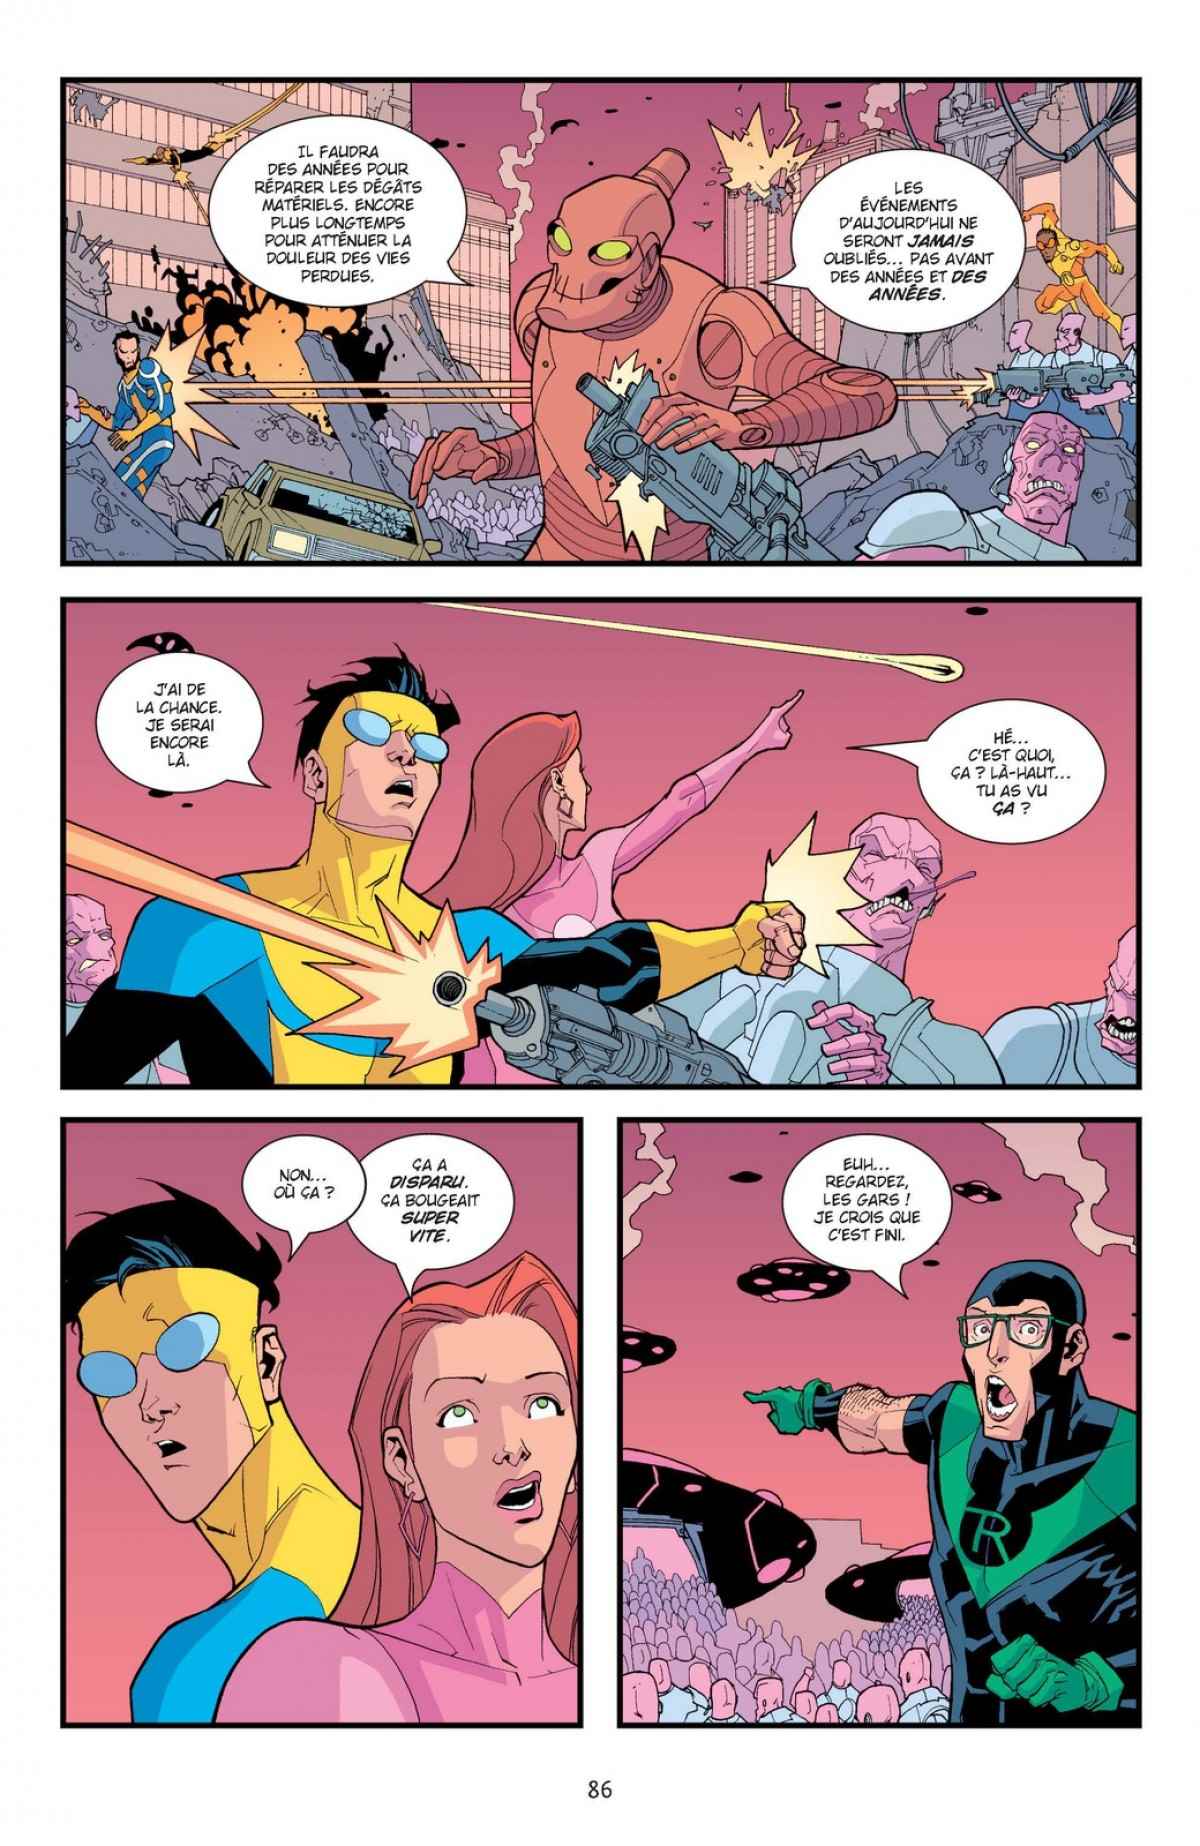 IL FAUDRA
DES ANNÉES POUR
RÉPARER LES DÉGÂTS
MATÉRIELS. ENCORE
PLUS LONGTEMPS
POUR ATTÉNUER LA
DOULEUR DES VIES
PERDUES.
LES
ÉVÉNEMENTS
D'AUJOURD'HUI NE
SERONT JAMAIS
OUBLIÉS... PAS AVANT
DES ANNÉES ET DES
ANNÉES.
J'AI DE
LA CHANCE.
JE SERAI
ENCORE
LÀ.
HÉ...
C'EST QUOI,
ÇA ? LÀ-HAUT...
TU AS VU
ÇA ?
NON...
OÙ ÇA ?
ÇA A
DISPARU.
ÇA BOUGEAIT
SUPER
VITE.
EUH...
REGARDEZ,
LES GARS !
JE CROIS QUE
C'EST FINI.
R
86